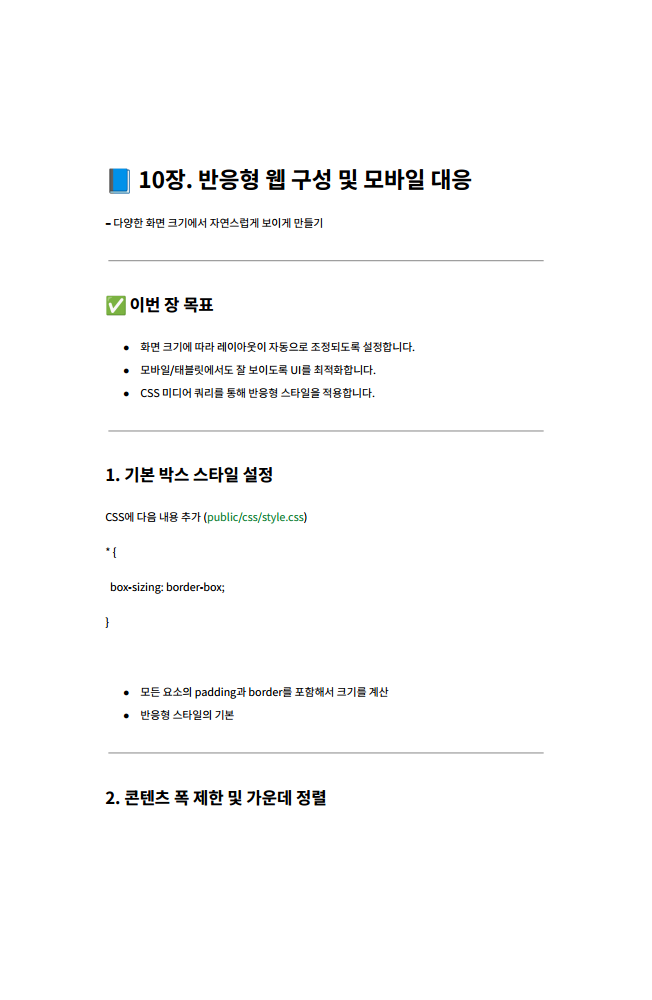 📘 10장. 반응형 웹 구성 및 모바일 대응
– 다양한 화면 크기에서 자연스럽게 보이게 만들기
✅ 이번 장 목표
● 화면 크기에 따라 레이아웃이 자동으로 조정되도록 설정합니다.
● 모바일/태블릿에서도 잘 보이도록 UI를 최적화합니다.
● CSS 미디어 쿼리를 통해 반응형 스타일을 적용합니다.
1. 기본 박스 스타일 설정
CSS에 다음 내용 추가 (public/css/style.css)
* {
box-sizing: border-box;
}
● 모든 요소의 padding과 border를 포함해서 크기를 계산
● 반응형 스타일의 기본
2. 콘텐츠 폭 제한 및 가운데 정렬